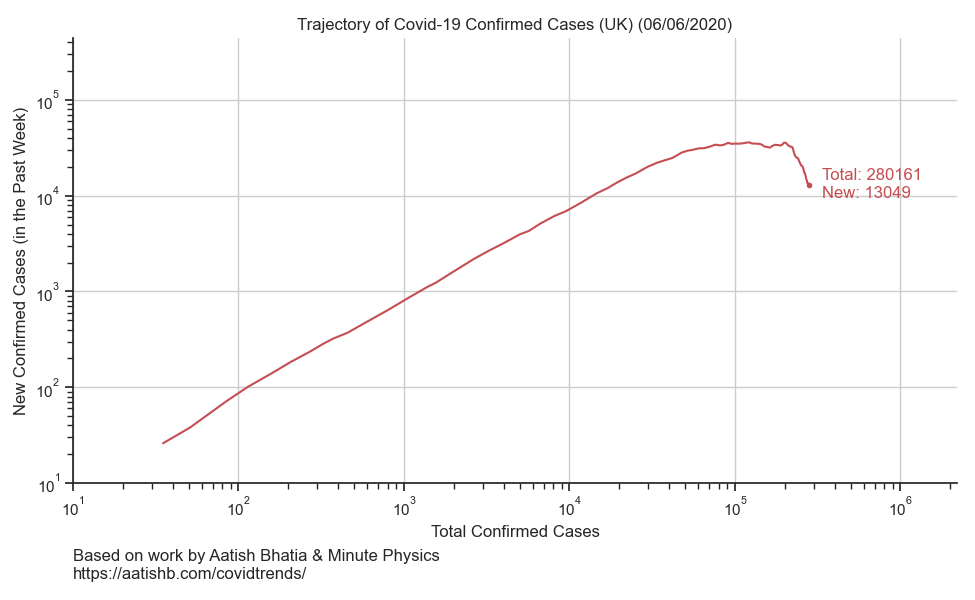 Trajectory of Covid-19 Confirmed Cases (UK) (06/06/2020)
New Confirmed Cases (in the Past Week)
10^5
10^4
10^3
10^2
10^1
Total: 280161
New: 13049
10^1 10^2 10^3 10^4 10^5 10^6
Total Confirmed Cases
Based on work by Aatish Bhatia & Minute Physics
https://aatishb.com/covidtrends/